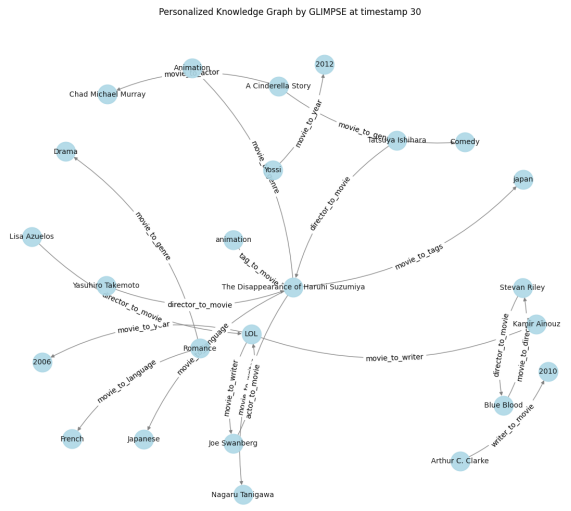 Personalized Knowledge Graph by GLIMPSE at timestamp 30
2012
Animation
A Cinderella Story
Chad Michael Murray
movie_to_year
Tatsuya Ishihara
Comedy
Drama
Yossi
Japan
director_to_movie
movie_to_genre
Lisa Azuelos
animation
movie_to_tags
tag_to_movie
Yasuhiro Takemoto
The Disappearance of Haruhi Suzumiya
Stevan Riley
director_to_movie
director_to_movie
Kamir Aïnouz
LOL
director_to_movie
Romance
movie_to_writer
2006
2010
movie_to_language
movie_to_writer
actor_to_movie
Blue Blood
writer_to_movie
French
Japanese
Joe Swanberg
Arthur C. Clarke
Nagaru Tanigawa